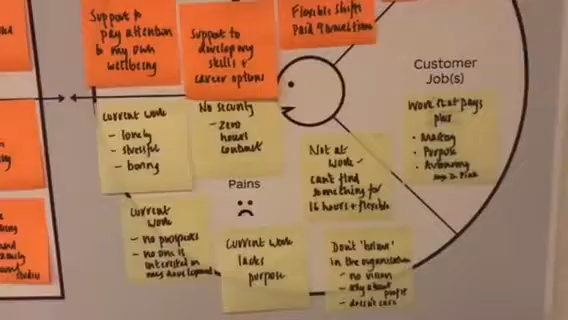 Support to
pay attention
to my own
wellbeing
Support to
developing
skills +
career options
Flexible shifts
Paid
Customer
Job(s)
Work that pays
plus
• Mastery
• Purpose
• Autonomy
Current work
- lonely
- stressful
- boring
No security
- Zero
hours
contract
Not at
work -
can't find
something for
16 hours + flexible
Pains
Current
work
- no prospects
- no one is
interested in
my development
Current work
lacks
purpose
Don't 'believe'
in the organisation
- no vision
- only about
profit
- doesn't care